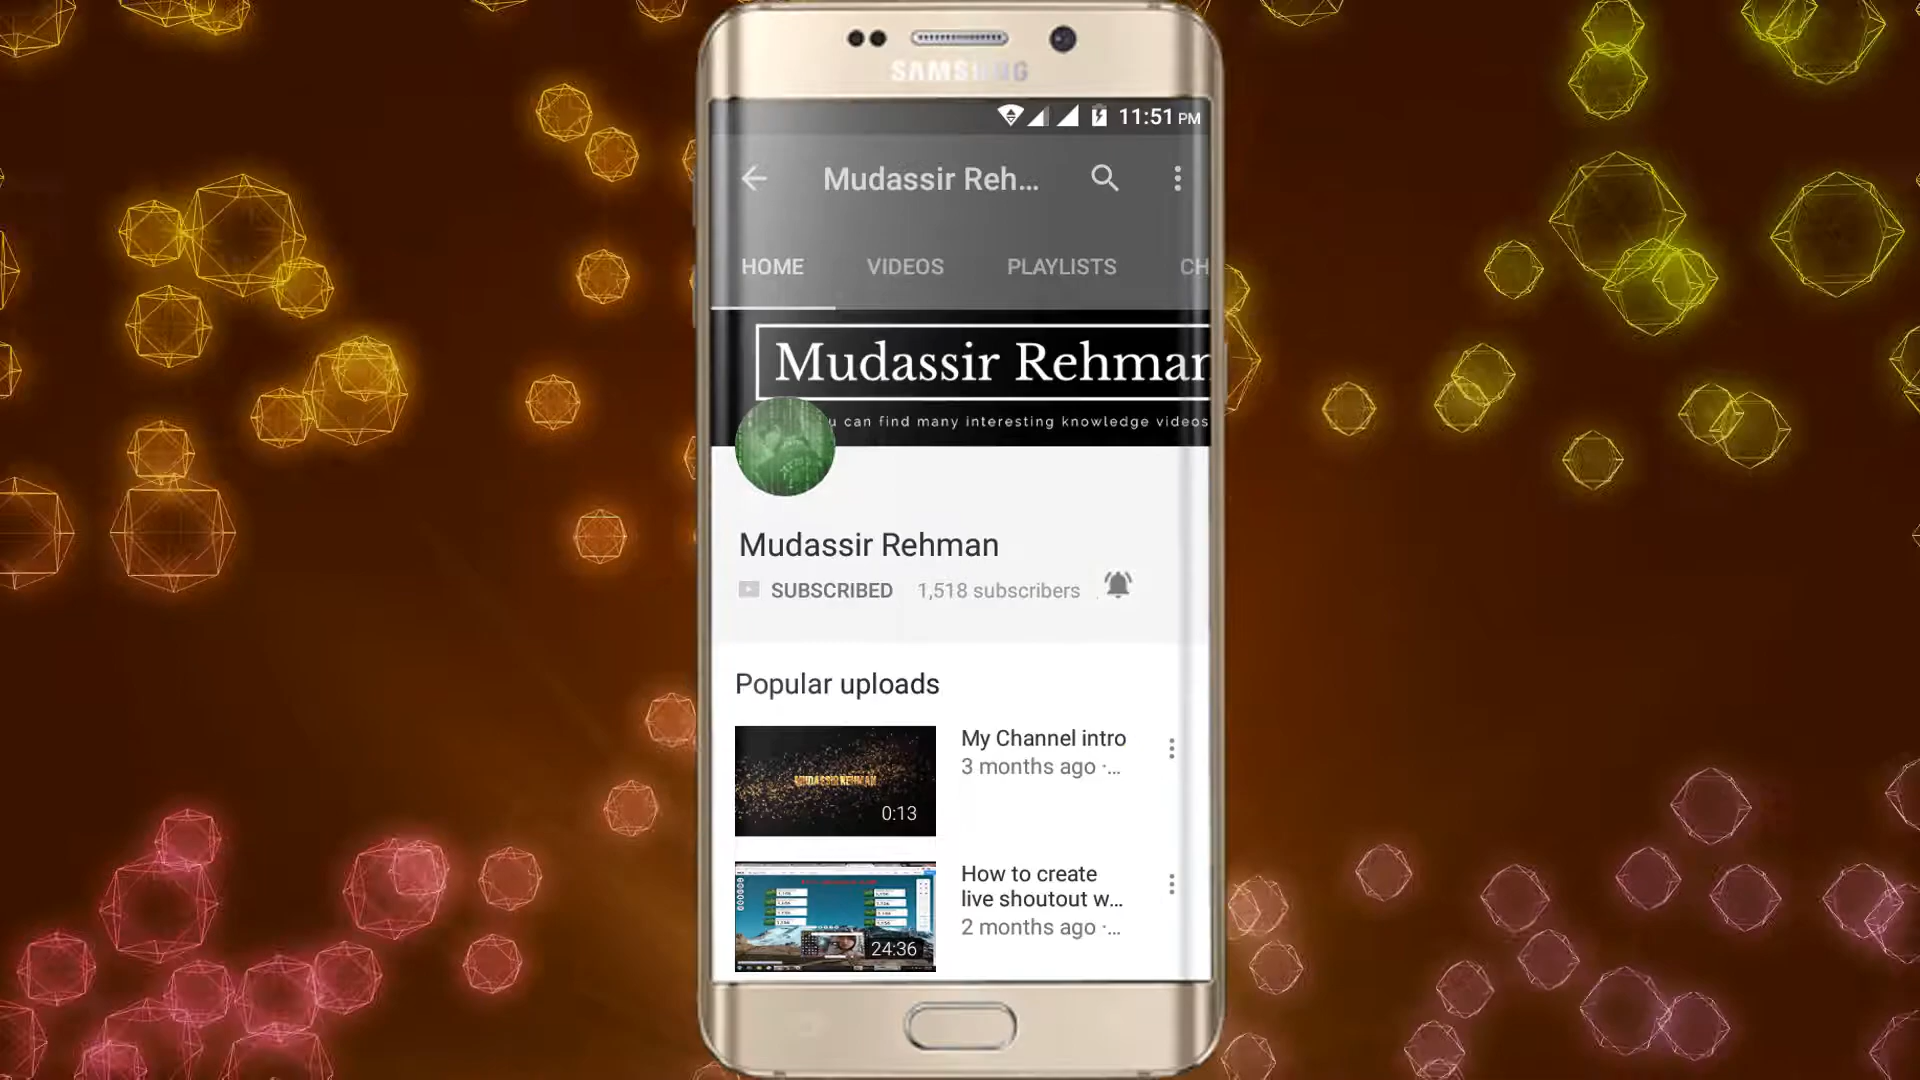 SAMSUNG
11:51 PM
Mudassir Reh...
HOME VIDEOS PLAYLISTS CH
Mudassir Rehman
u can find many interesting knowledge videos
Mudassir Rehman
SUBSCRIBED 1,518 subscribers
Popular uploads
My Channel intro
3 months ago ·...
MUDASSIR REHMAN
0:13
How to create
live shoutout w...
2 months ago ·...
24:36